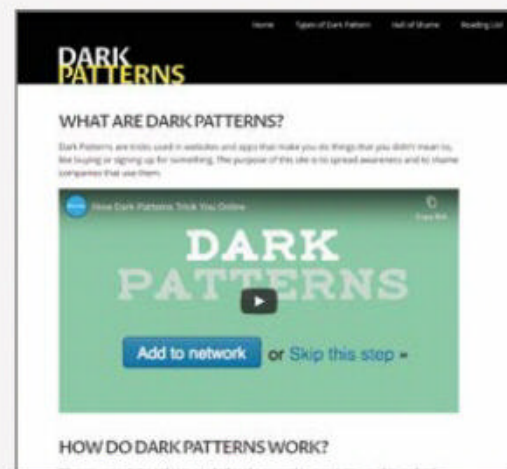 Home Types of Dark Pattern Hall of Shame Reading List
DARK
PATTERNS
WHAT ARE DARK PATTERNS?
Dark Patterns are tricks used in websites and apps that make you do things that you didn't mean to,
like buying or signing up for something. The purpose of this site is to spread awareness and to shame
companies that use them.
How Dark Patterns Trick You Online
Copy link
DARK
PATTERNS
Add to network or Skip this step »
HOW DO DARK PATTERNS WORK?